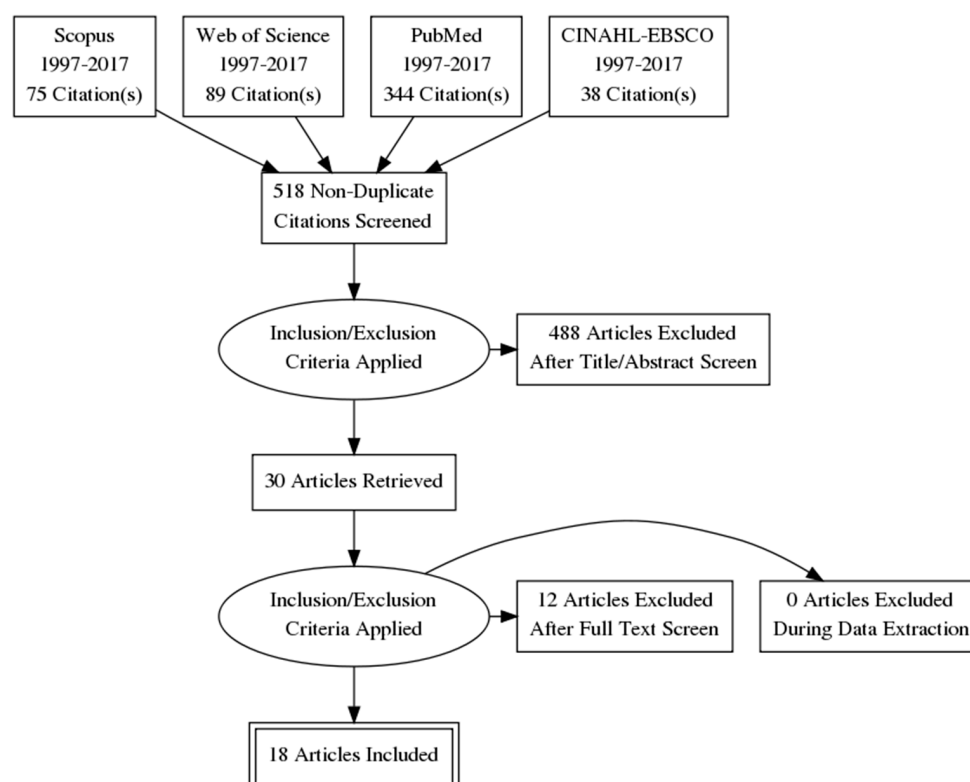 Scopus
1997-2017
75 Citation(s)
Web of Science
1997-2017
89 Citation(s)
PubMed
1997-2017
344 Citation(s)
CINAHL-EBSCO
1997-2017
38 Citation(s)
518 Non-Duplicate
Citations Screened
Inclusion/Exclusion
Criteria Applied
488 Articles Excluded
After Title/Abstract Screen
30 Articles Retrieved
Inclusion/Exclusion
Criteria Applied
12 Articles Excluded
After Full Text Screen
0 Articles Excluded
During Data Extraction
18 Articles Included